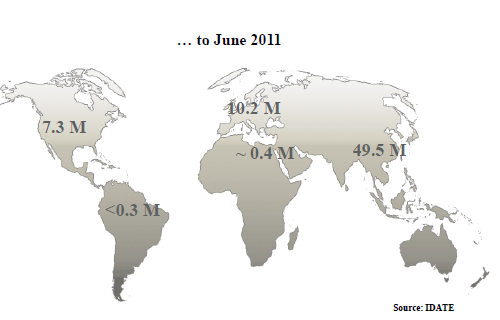 … to June 2011
10.2 M
7.3 M
49.5 M
~ 0.4 M
<0.3 M
Source: IDATE